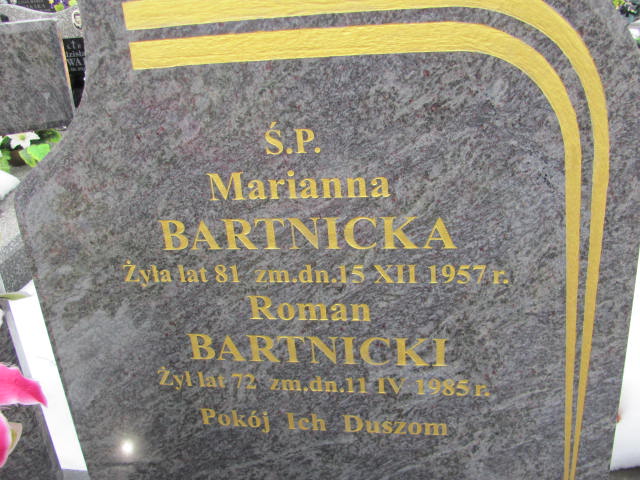 Ś.P.
Marianna
BARTNICKA
Żyła lat 81 zm.dn.15 XII 1957 r.
Roman
BARTNICKI
Żył lat 72 zm.dn.11 IV 1985 r.
Pokój Ich Duszom